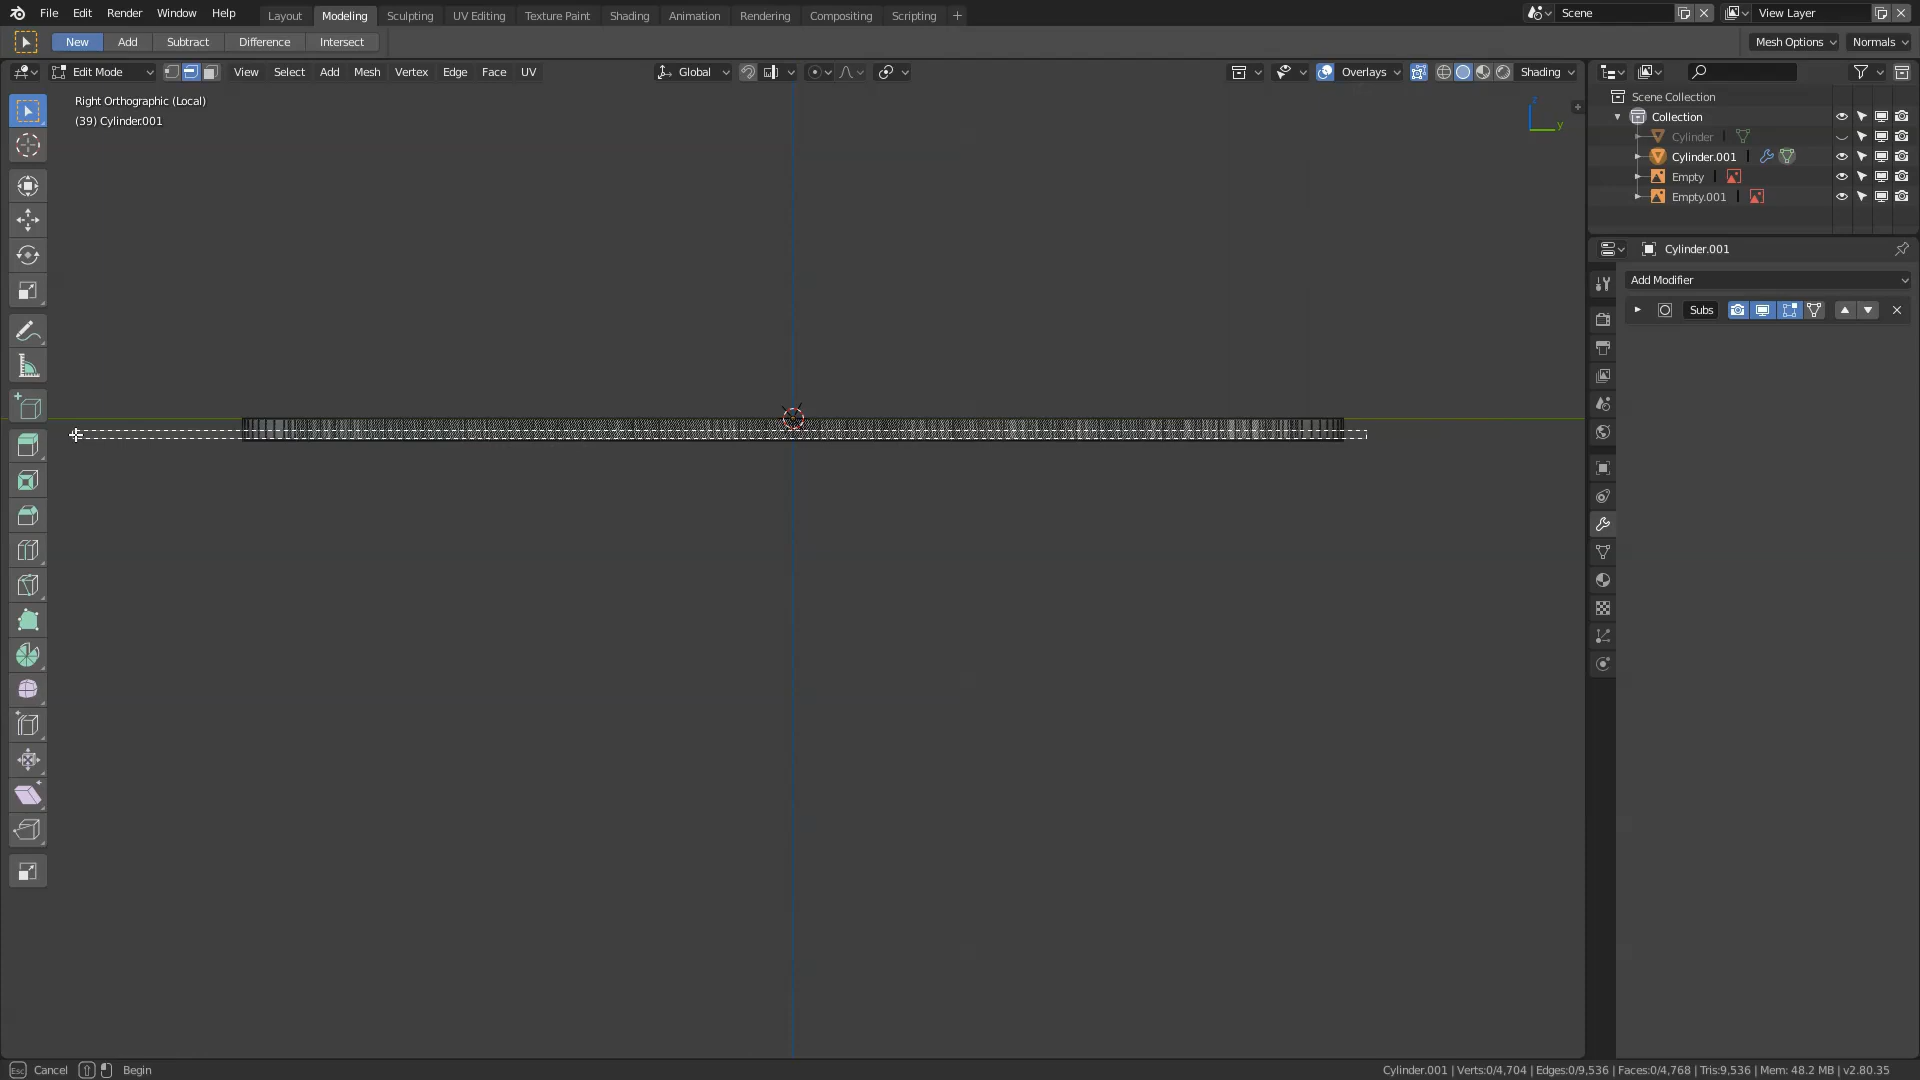 File Edit Render Window Help Layout Modeling Sculpting UV Editing Texture Paint Shading Animation Rendering Compositing Scripting + Scene View Layer
New Add Subtract Difference Intersect Mesh Options Normals
Edit Mode View Select Add Mesh Vertex Edge Face UV Global Overlays Shading
Right Orthographic (Local)
(39) Cylinder.001
z
y
Scene Collection
Collection
Cylinder
Cylinder.001
Empty
Empty.001
Cylinder.001
Add Modifier
Subs
Esc Cancel Begin Cylinder.001 | Verts:0/4,704 | Edges:0/9,536 | Faces:0/4,768 | Tris:9,536 | Mem: 48.2 MB | v2.80.35